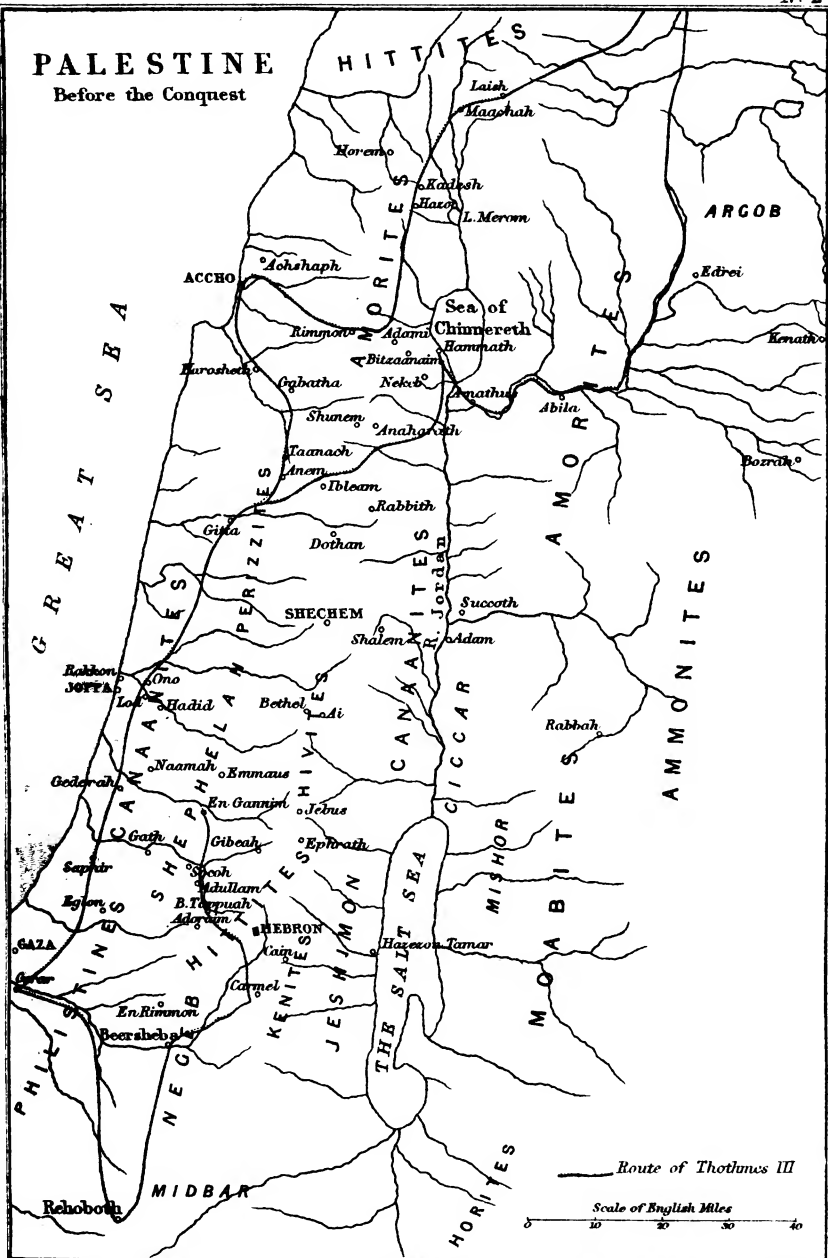 PALESTINE
Before the Conquest
HITTITES
Laish
Maachah
Horem
Kadesh
Hazor
L. Merom
ARGOB
AMORITES
Achshaph
ACCHO
Edrei
Sea of
Chinnereth
Rimmon
Adami
Hammath
Kenath
Bitzaanaim
Harosheth
Gabatha
Nekeb
Amathus
Abila
AMORITES
Shunem
Anaharath
Taanach
Anem
Bozrah
GREAT SEA
Ibleam
Rabbith
Gitta
Dothan
PERIZZITES
CANAANITES
R. Jordan
SHECHEM
Succoth
Shalem
Adam
AMMONITES
Rakkon
JOPPA
Ono
Lod
Hadid
Bethel
Ai
Rabbah
CANAANITES
SHEPHELAH
HIVITES
CICCAR
Naamah
Emmaus
Gederah
En Gannim
Jebus
Gath
Gibeah
Ephrath
MISHOR
MOABITES
Saphir
Socoh
Adullam
Eglon
B. Tappuah
Adoraim
HEBRON
HITTITES
GAZA
Cain
Hazezon Tamar
THE SALT SEA
Gerar
Carmel
KENITES
JESHIMON
En Rimmon
Beersheba
PHILISTINES
NEGEB
Rehoboth
MIDBAR
HORITES
Route of Thothmes III
Scale of English Miles
0 10 20 30 40